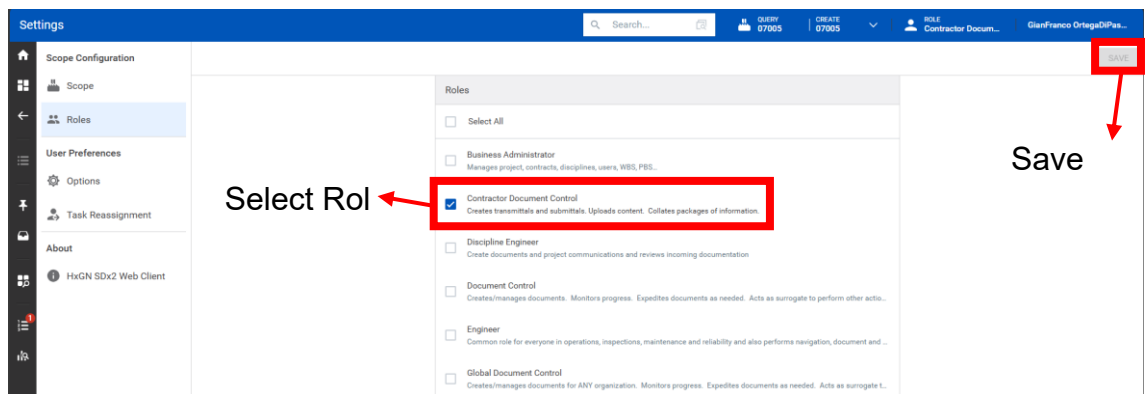 Settings
Search...
QUERY
07005
CREATE
07005
ROLE
Contractor Docum...
GianFranco OrtegaDiPas...
Scope Configuration
SAVE
Scope
Roles
User Preferences
Options
Task Reassignment
About
HxGN SDx2 Web Client
1
Roles
Select All
Business Administrator
Manages project, contracts, disciplines, users, WBS, PBS...
Contractor Document Control
Creates transmittals and submittals. Uploads content. Collates packages of information.
Discipline Engineer
Create documents and project communications and reviews incoming documentation
Document Control
Creates/manages documents. Monitors progress. Expedites documents as needed. Acts as surrogate to perform other actio...
Engineer
Common role for everyone in operations, inspections, maintenance and reliability and also performs navigation, document and ...
Global Document Control
Creates/manages documents for ANY organization. Monitors progress. Expedites documents as needed. Acts as surrogate t...
Select Rol
Save